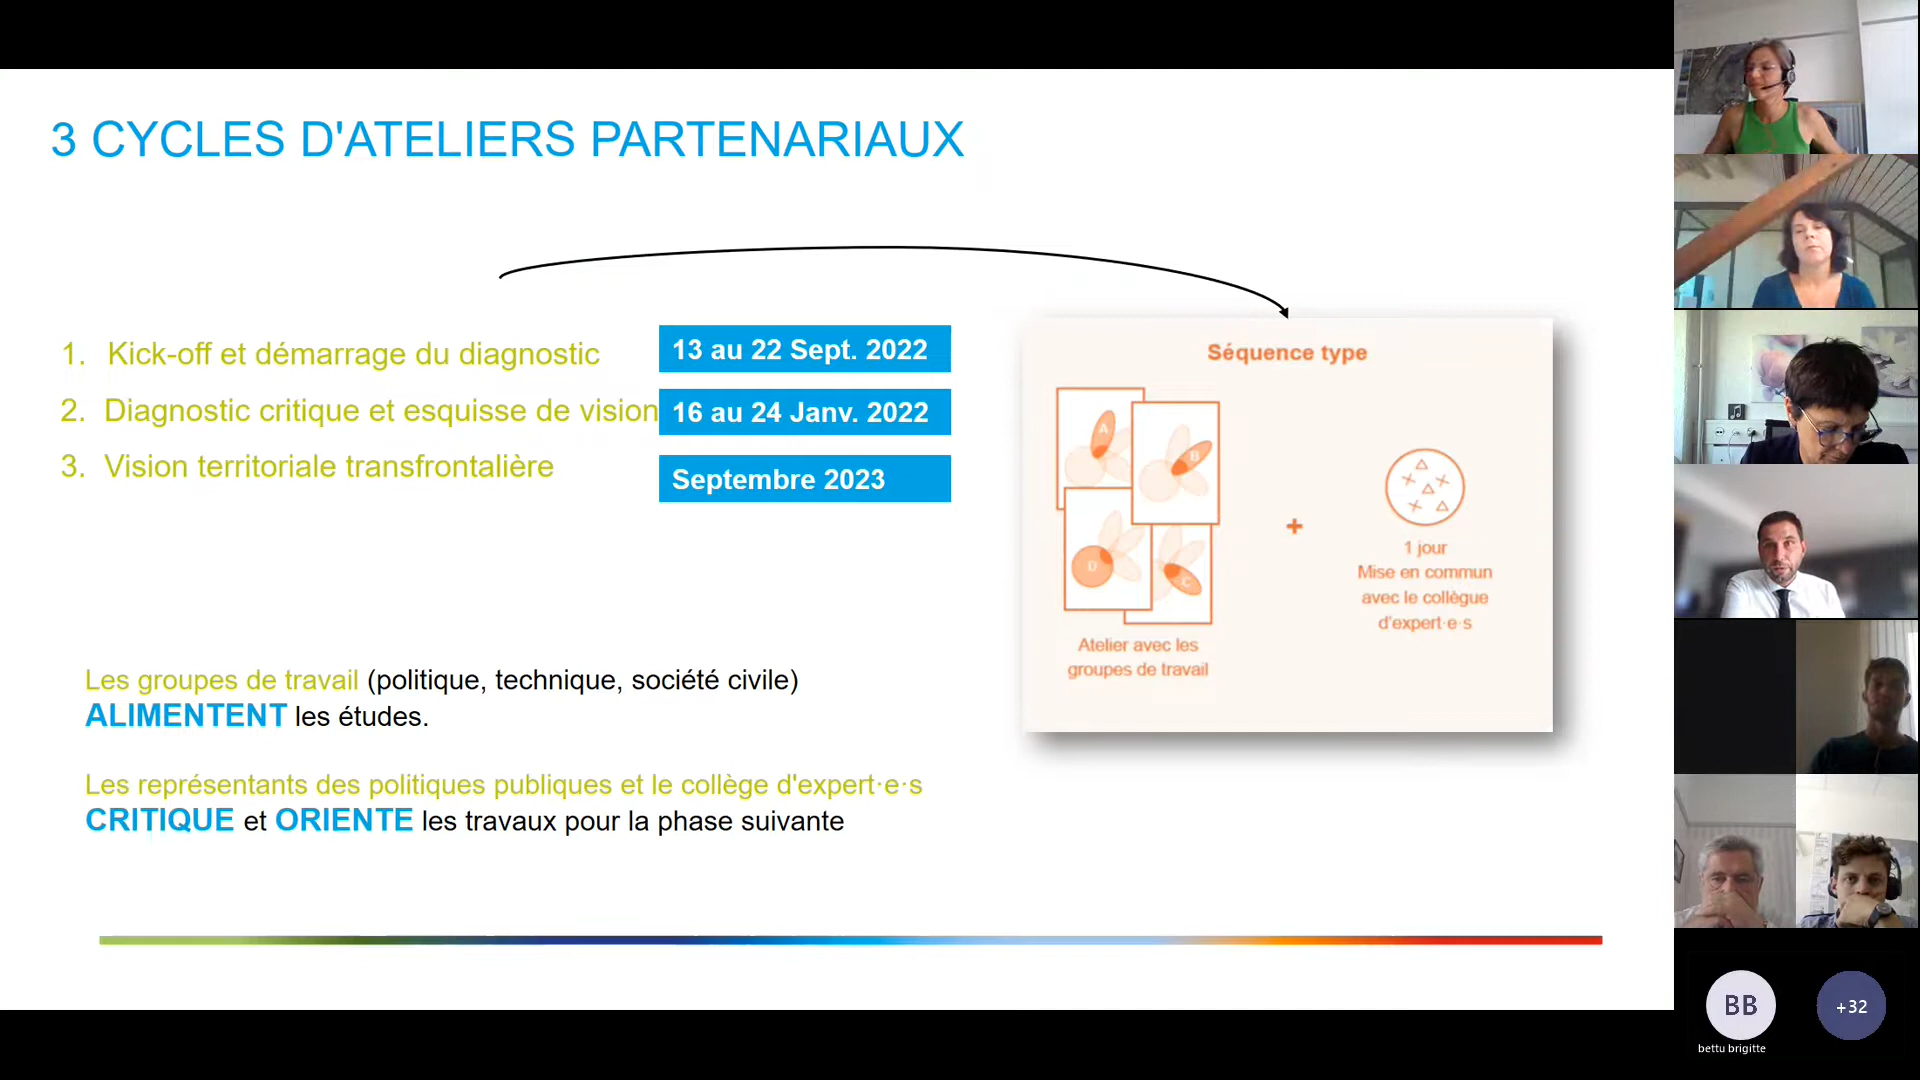 3 CYCLES D'ATELIERS PARTENARIAUX
1. Kick-off et démarrage du diagnostic
13 au 22 Sept. 2022
2. Diagnostic critique et esquisse de vision
16 au 24 Janv. 2022
3. Vision territoriale transfrontalière
Septembre 2023
Les groupes de travail (politique, technique, société civile)
ALIMENTENT les études.
Les représentants des politiques publiques et le collège d'expert·e·s
CRITIQUE et ORIENTE les travaux pour la phase suivante
Séquence type
A
B
D
C
+
Atelier avec les
groupes de travail
1 jour
Mise en commun
avec le collègue
d'expert·e·s
BB
+32
bettu brigitte